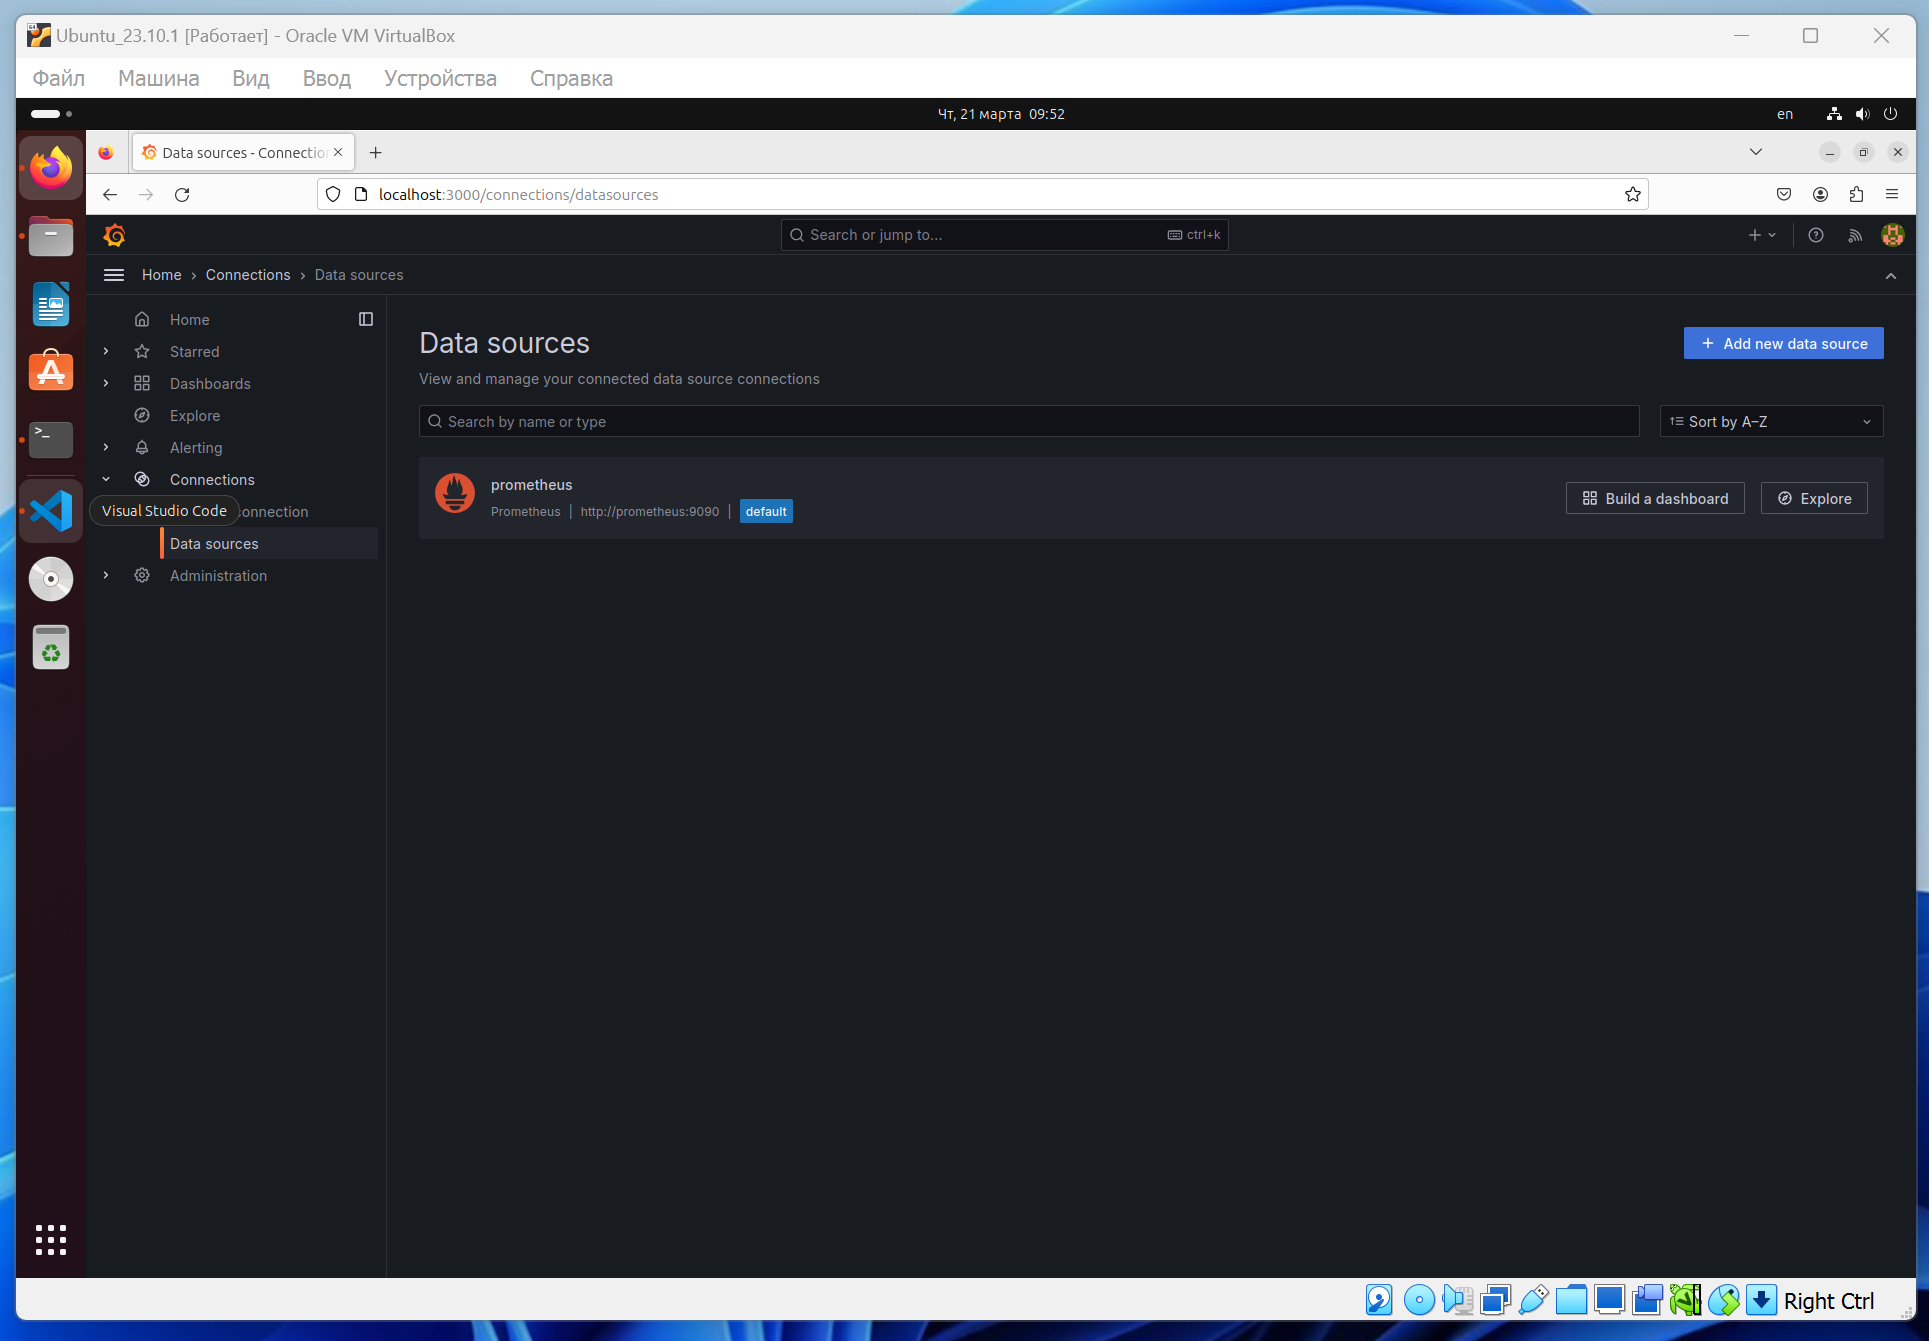 Ubuntu_23.10.1 [Работает] - Oracle VM VirtualBox
Файл Машина Вид Ввод Устройства Справка
Чт, 21 марта 09:52
en
Data sources - Connectio
localhost:3000/connections/datasources
Search or jump to...
ctrl+k
Home › Connections › Data sources
Home
Starred
Dashboards
Explore
Alerting
Connections
Visual Studio Code
onnection
Data sources
Administration
Data sources
Add new data source
View and manage your connected data source connections
Search by name or type
Sort by A–Z
prometheus
Prometheus | http://prometheus:9090 | default
Build a dashboard
Explore
Right Ctrl